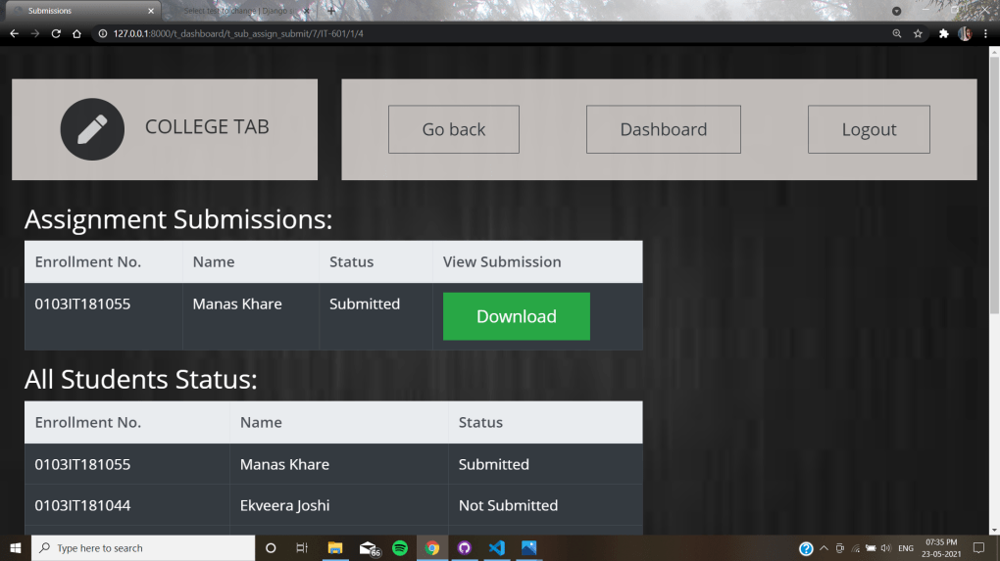 Submissions
Select test to change | Django
127.0.0.1:8000/t_dashboard/t_sub_assign_submit/7/IT-601/1/4
COLLEGE TAB
Go back
Dashboard
Logout
Assignment Submissions:
Enrollment No. Name Status View Submission
0103IT181055 Manas Khare Submitted Download
All Students Status:
Enrollment No. Name Status
0103IT181055 Manas Khare Submitted
0103IT181044 Ekveera Joshi Not Submitted
Type here to search
66
ENG
07:35 PM
23-05-2021